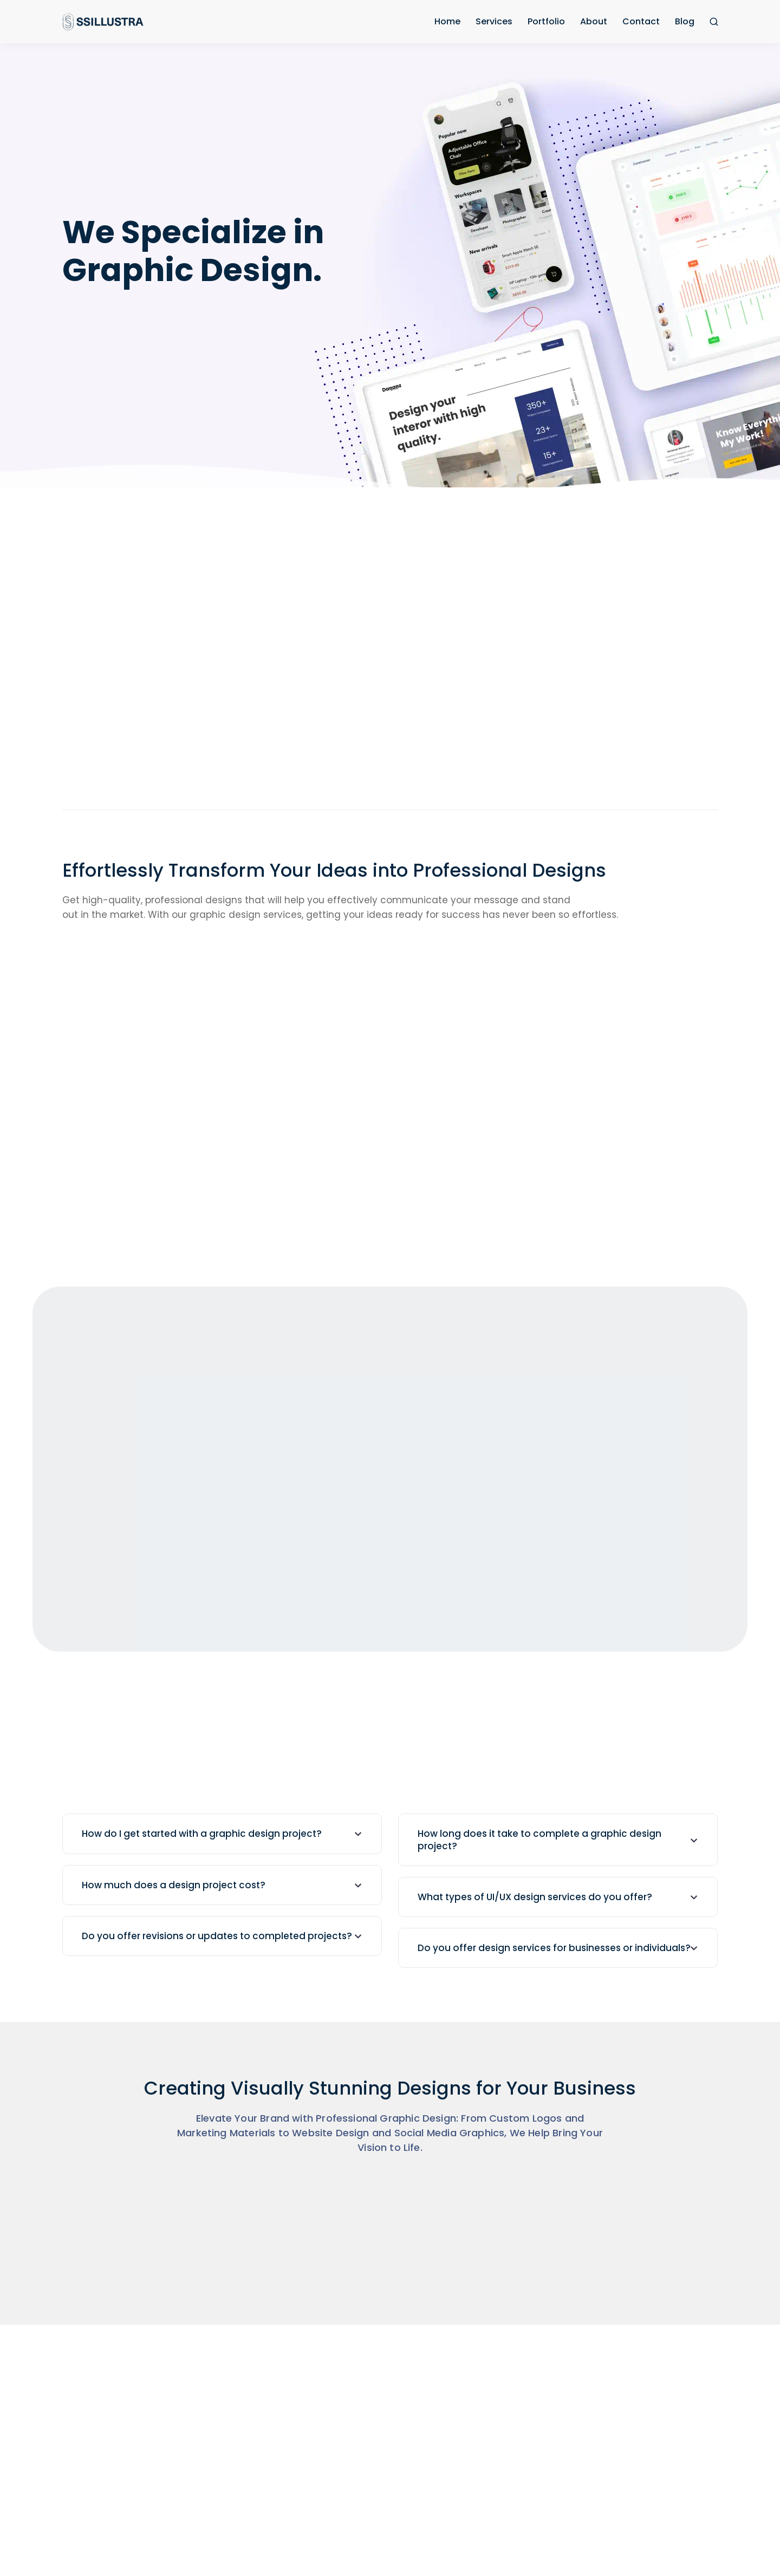 SSILLUSTRA
Home
Services
Portfolio
About
Contact
Blog
We Specialize in
Graphic Design.
Popular now
Adjustable Office
Chair
Workspaces
Developer
Photographer
New arrivals
Design your
interor with high
quality.
350+
23+
15+
Know Everything
My Work!
Effortlessly Transform Your Ideas into Professional Designs
Get high-quality, professional designs that will help you effectively communicate your message and stand
out in the market. With our graphic design services, getting your ideas ready for success has never been so effortless.
How do I get started with a graphic design project?
How much does a design project cost?
Do you offer revisions or updates to completed projects?
How long does it take to complete a graphic design
project?
What types of UI/UX design services do you offer?
Do you offer design services for businesses or individuals?
Creating Visually Stunning Designs for Your Business
Elevate Your Brand with Professional Graphic Design: From Custom Logos and
Marketing Materials to Website Design and Social Media Graphics, We Help Bring Your
Vision to Life.